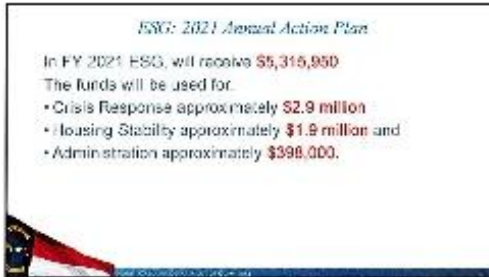 ESG: 2021 Annual Action Plan
In FY 2021 ESG, will receive $5,315,950
The funds will be used for:
• Crisis Response approximately $2.9 million
• Housing Stability approximately $1.9 million and
• Administration approximately $398,000.